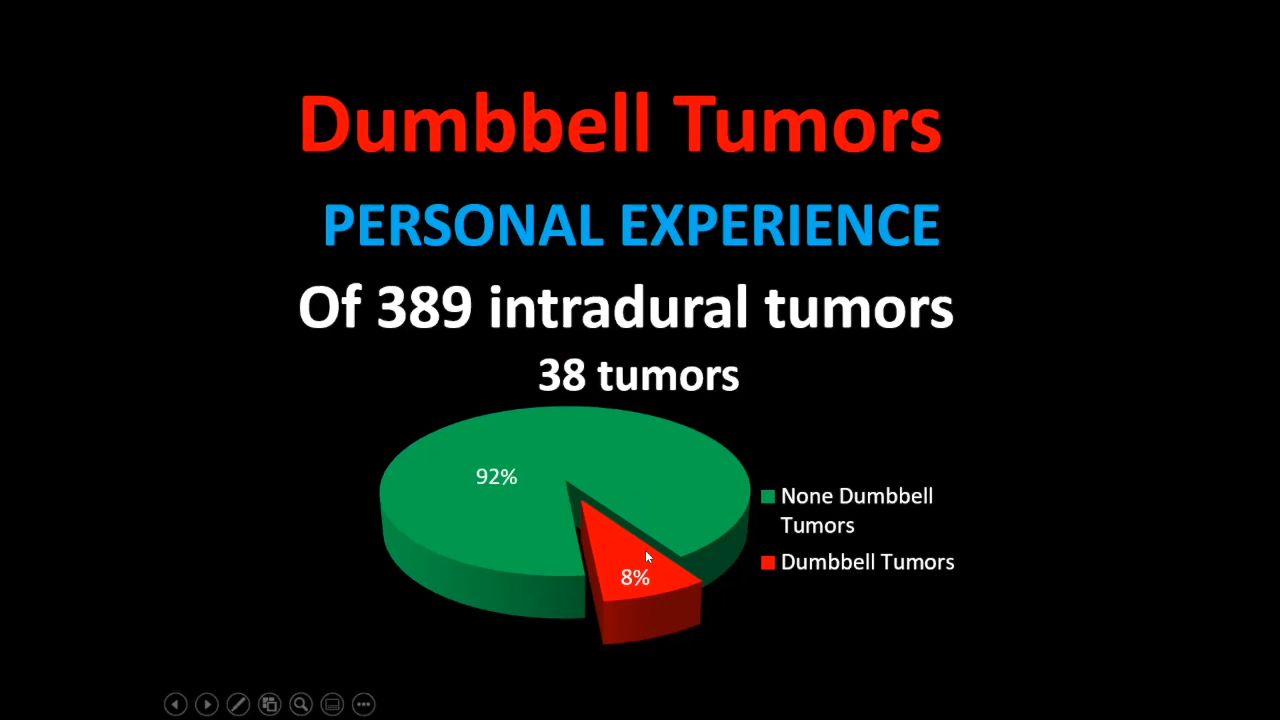 Dumbbell Tumors
PERSONAL EXPERIENCE
Of 389 intradural tumors
38 tumors
92%
8%
None Dumbbell
Tumors
Dumbbell Tumors